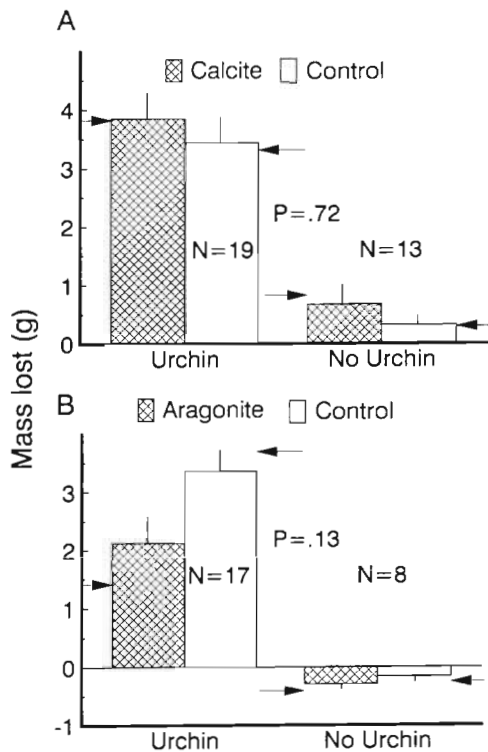 A
Calcite Control
4
3
2
1
0
P=.72
N=19
N=13
Urchin No Urchin
Mass lost (g)
B
Aragonite Control
3
2
1
0
-1
P=.13
N=17 N=8
Urchin No Urchin